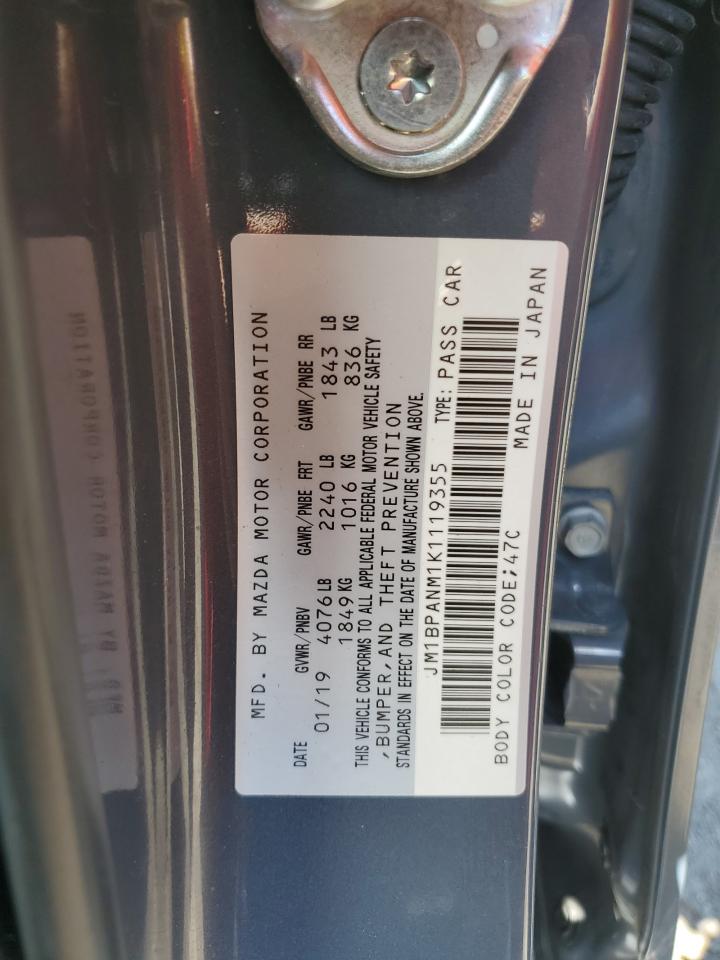 MFD. BY MAZDA MOTOR CORPORATION
DATE GVWR/PNBV GAWR/PNBE FRT GAWR/PNBE RR
01/19 4076LB 2240 LB 1843 LB
1849KG 1016 KG 836 KG
THIS VEHICLE CONFORMS TO ALL APPLICABLE FEDERAL MOTOR VEHICLE SAFETY
,BUMPER,AND THEFT PREVENTION
STANDARDS IN EFFECT ON THE DATE OF MANUFACTURE SHOWN ABOVE.
JM1BPANM1K1119355 TYPE: PASS CAR
BODY COLOR CODE;47C MADE IN JAPAN